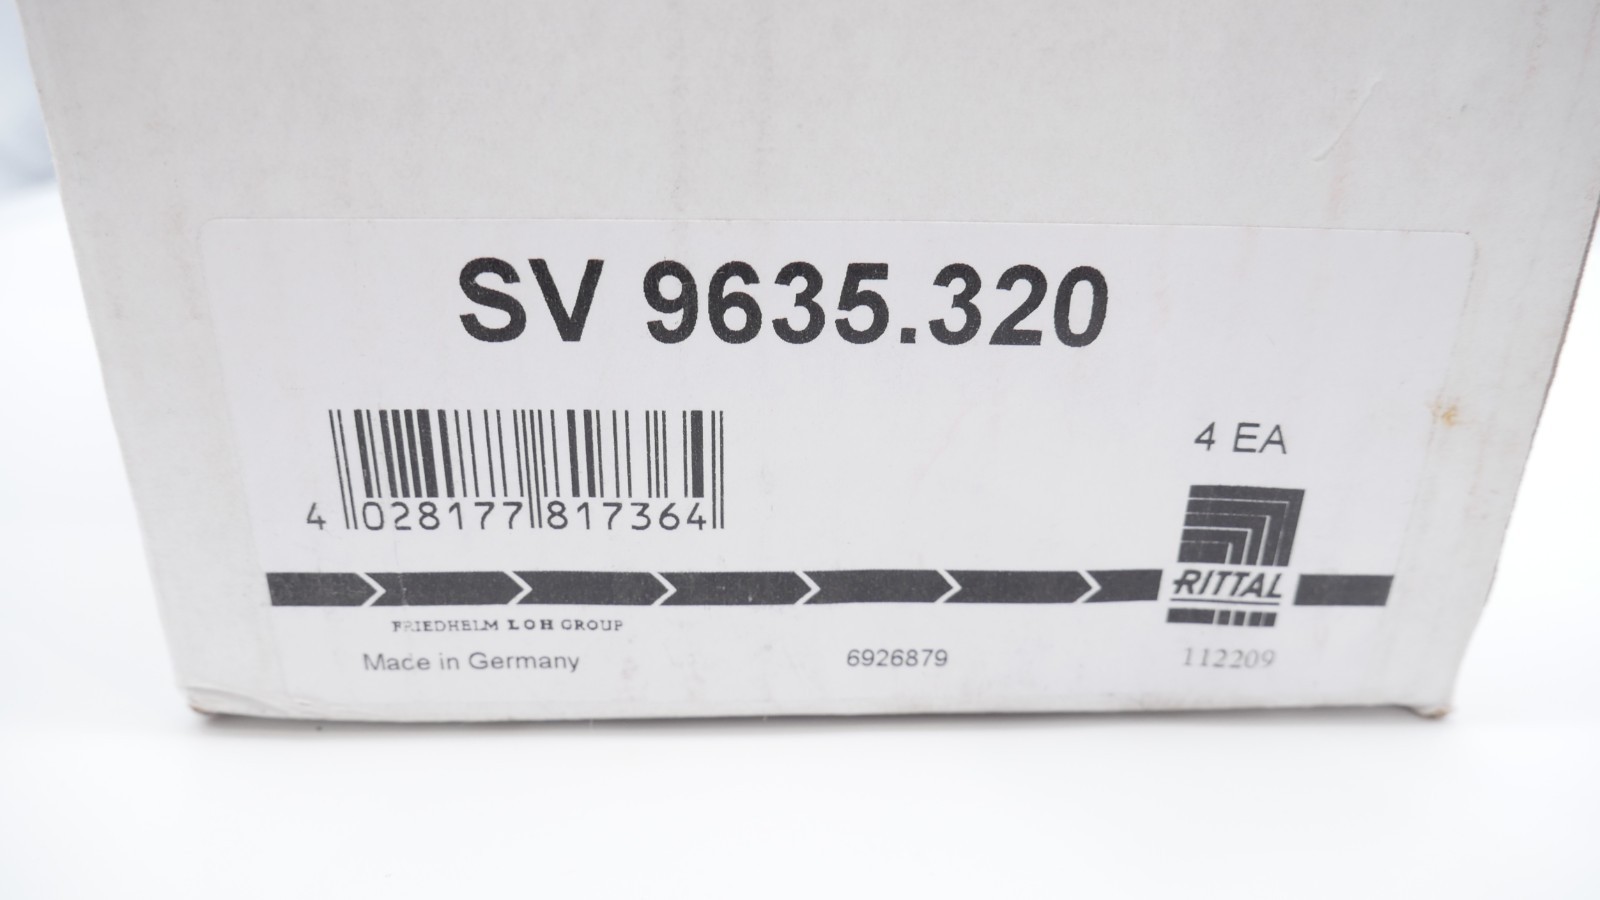 SV 9635.320
4 EA
4 028177 817364
RITTAL
FRIEDHELM LOH GROUP
Made in Germany
6926879
112209